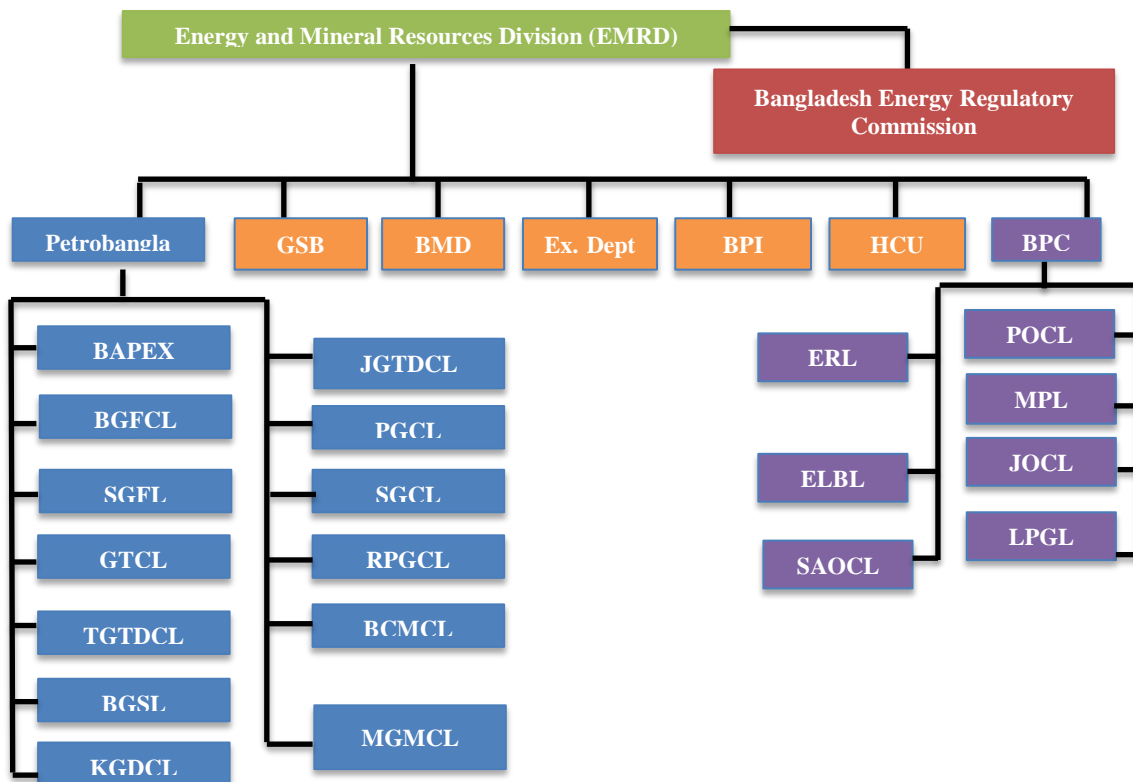 Energy and Mineral Resources Division (EMRD)
Bangladesh Energy Regulatory
Commission
Petrobangla
GSB
BMD
Ex. Dept
BPI
HCU
BPC
BAPEX
BGFCL
SGFL
GTCL
TGTDCL
BGSL
KGDCL
JGTDCL
PGCL
SGCL
RPGCL
BCMCL
MGMCL
ERL
ELBL
SAOCL
POCL
MPL
JOCL
LPGL